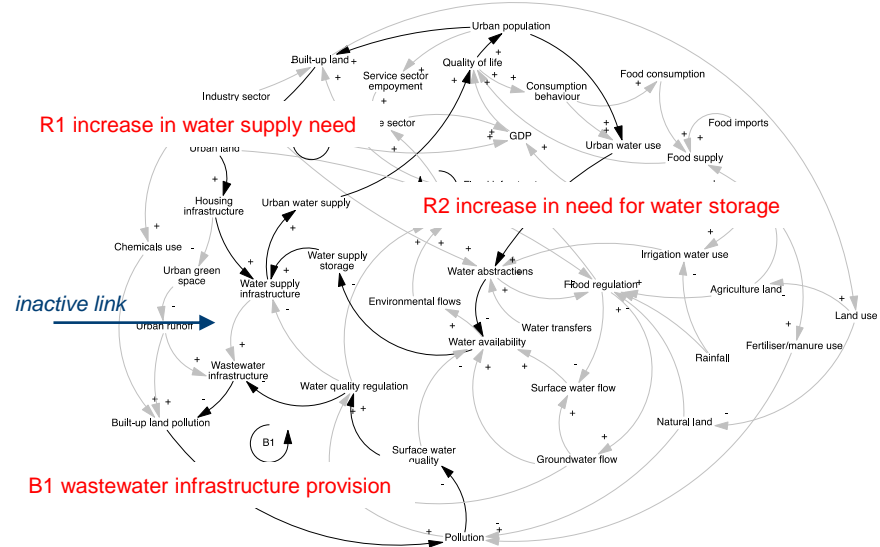 Urban population
Built-up land
Quality of life
Service sector
empoyment
Food consumption
Consumption
behaviour
Industry sector
R1 increase in water supply need
e sector
GDP
Food imports
Urban land
Urban water use
Food supply
Housing
infrastructure
Urban water supply
R2 increase in need for water storage
Chemicals use
Water supply
storage
Irrigation water use
Urban green
space
Water supply
infrastructure
Water abstractions
Flood regulation
Agriculture land
inactive link
Environmental flows
Land use
Urban runoff
Water transfers
Water availability
Rainfall
Fertiliser/manure use
Wastewater
infrastructure
Water quality regulation
Surface water flow
Built-up land pollution
Natural land
B1
Surface water
quality
Groundwater flow
B1 wastewater infrastructure provision
Pollution